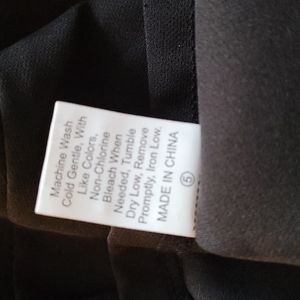 Machine Wash
Cold Gentle, With
Like Colors,
Non-Chlorine
Bleach When
Needed, Tumble
Dry Low, Remove
Promptly, Iron Low.
MADE IN CHINA
5